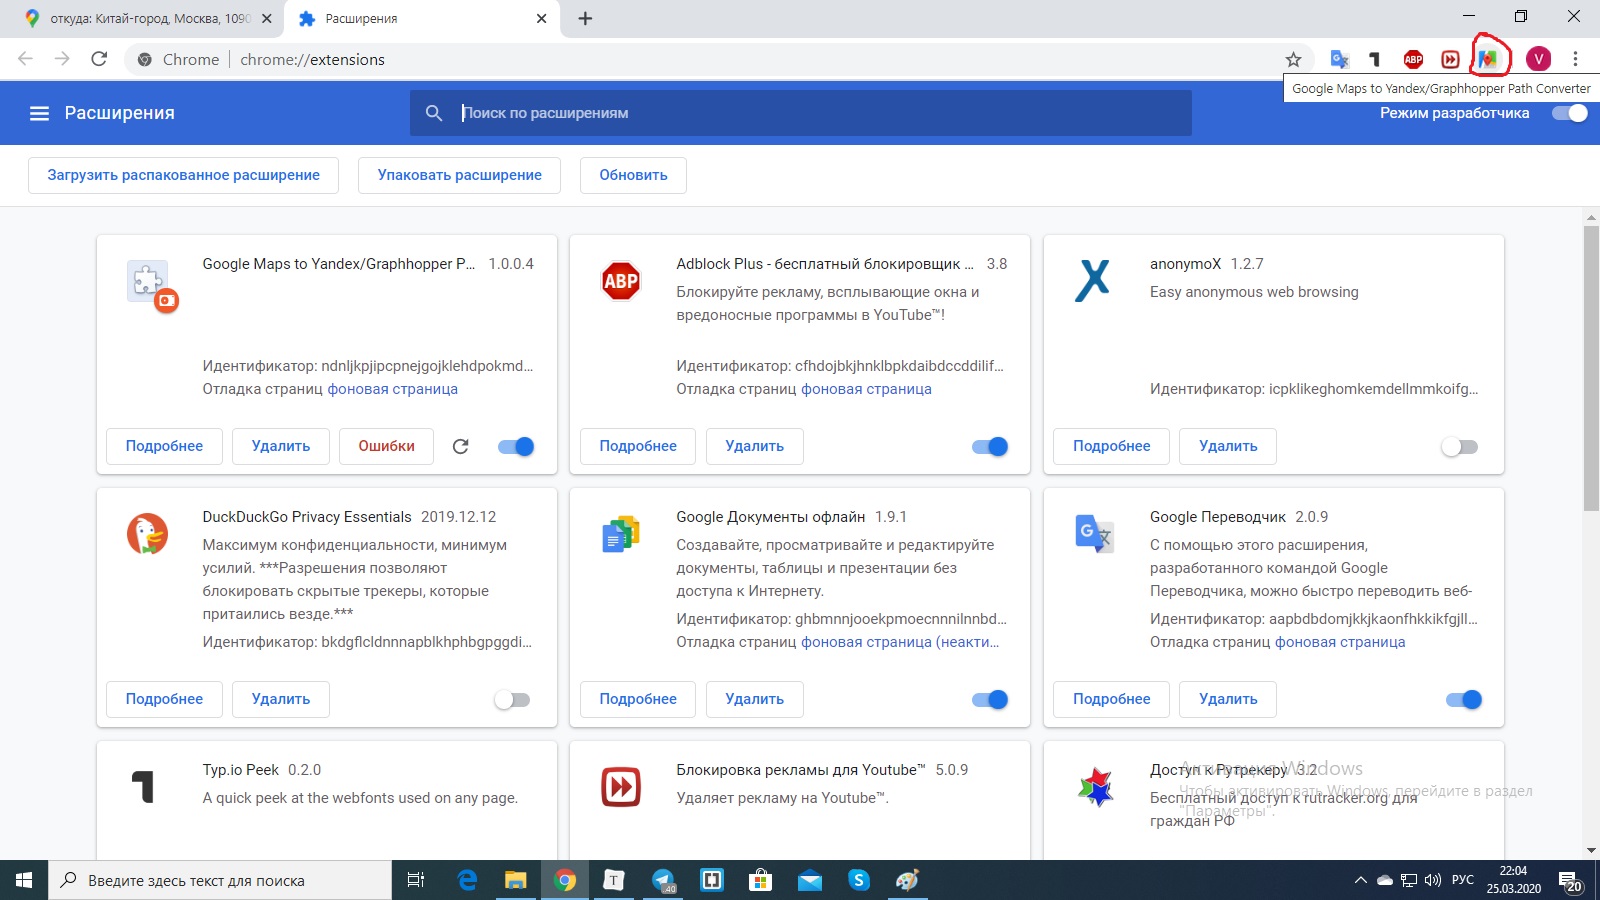 откуда: Китай-город, Москва, 1090
Расширения
Chrome
chrome://extensions
ABP
V
Google Maps to Yandex/Graphhopper Path Converter
Расширения
Поиск по расширениям
Режим разработчика
Загрузить распакованное расширение
Упаковать расширение
Обновить
Google Maps to Yandex/Graphhopper P... 1.0.0.4
Идентификатор: ndnljkpjipcpnejgojklehdpokmd...
Отладка страниц фоновая страница
Подробнее
Удалить
Ошибки
ABP
Adblock Plus - бесплатный блокировщик ... 3.8
Блокируйте рекламу, всплывающие окна и
вредоносные программы в YouTube™!
Идентификатор: cfhdojbkjhnklbpkdaibdccddilif...
Отладка страниц фоновая страница
Подробнее
Удалить
anonymoX 1.2.7
Easy anonymous web browsing
Идентификатор: icpklikeghomkemdellmmkoifg...
Подробнее
Удалить
DuckDuckGo Privacy Essentials 2019.12.12
Максимум конфиденциальности, минимум
усилий. ***Разрешения позволяют
блокировать скрытые трекеры, которые
притаились везде.***
Идентификатор: bkdgflcldnnnapblkhphbgpggdi...
Подробнее
Удалить
Google Документы офлайн 1.9.1
Создавайте, просматривайте и редактируйте
документы, таблицы и презентации без
доступа к Интернету.
Идентификатор: ghbmnnjooekpmoecnnnilnnbd...
Отладка страниц фоновая страница (неакти...
Подробнее
Удалить
G
Google Переводчик 2.0.9
С помощью этого расширения,
разработанного командой Google
Переводчика, можно быстро переводить веб-
Идентификатор: aapbdbdomjkkjkaonfhkkikfgjll...
Отладка страниц фоновая страница
Подробнее
Удалить
Typ.io Peek 0.2.0
A quick peek at the webfonts used on any page.
Блокировка рекламы для Youtube™ 5.0.9
Удаляет рекламу на Youtube™.
Доступ к Рутрекеру 3.2
Бесплатный доступ к rutracker.org для
граждан РФ
Активация Windows
Чтобы активировать Windows, перейдите в раздел
"Параметры".
Введите здесь текст для поиска
T
40
S
РУС
22:04
25.03.2020
20